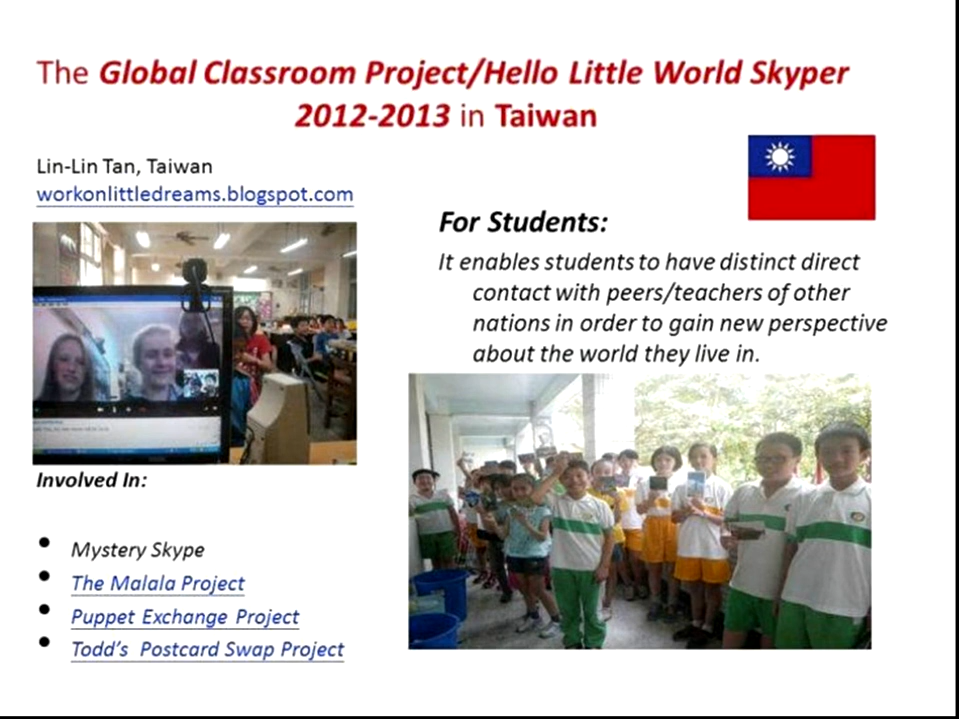 The Global Classroom Project/Hello Little World Skyper
2012-2013 in Taiwan
Lin-Lin Tan, Taiwan
workonlittledreams.blogspot.com
For Students:
It enables students to have distinct direct
contact with peers/teachers of other
nations in order to gain new perspective
about the world they live in.
Involved In:
• Mystery Skype
• The Malala Project
• Puppet Exchange Project
• Todd's  Postcard Swap Project